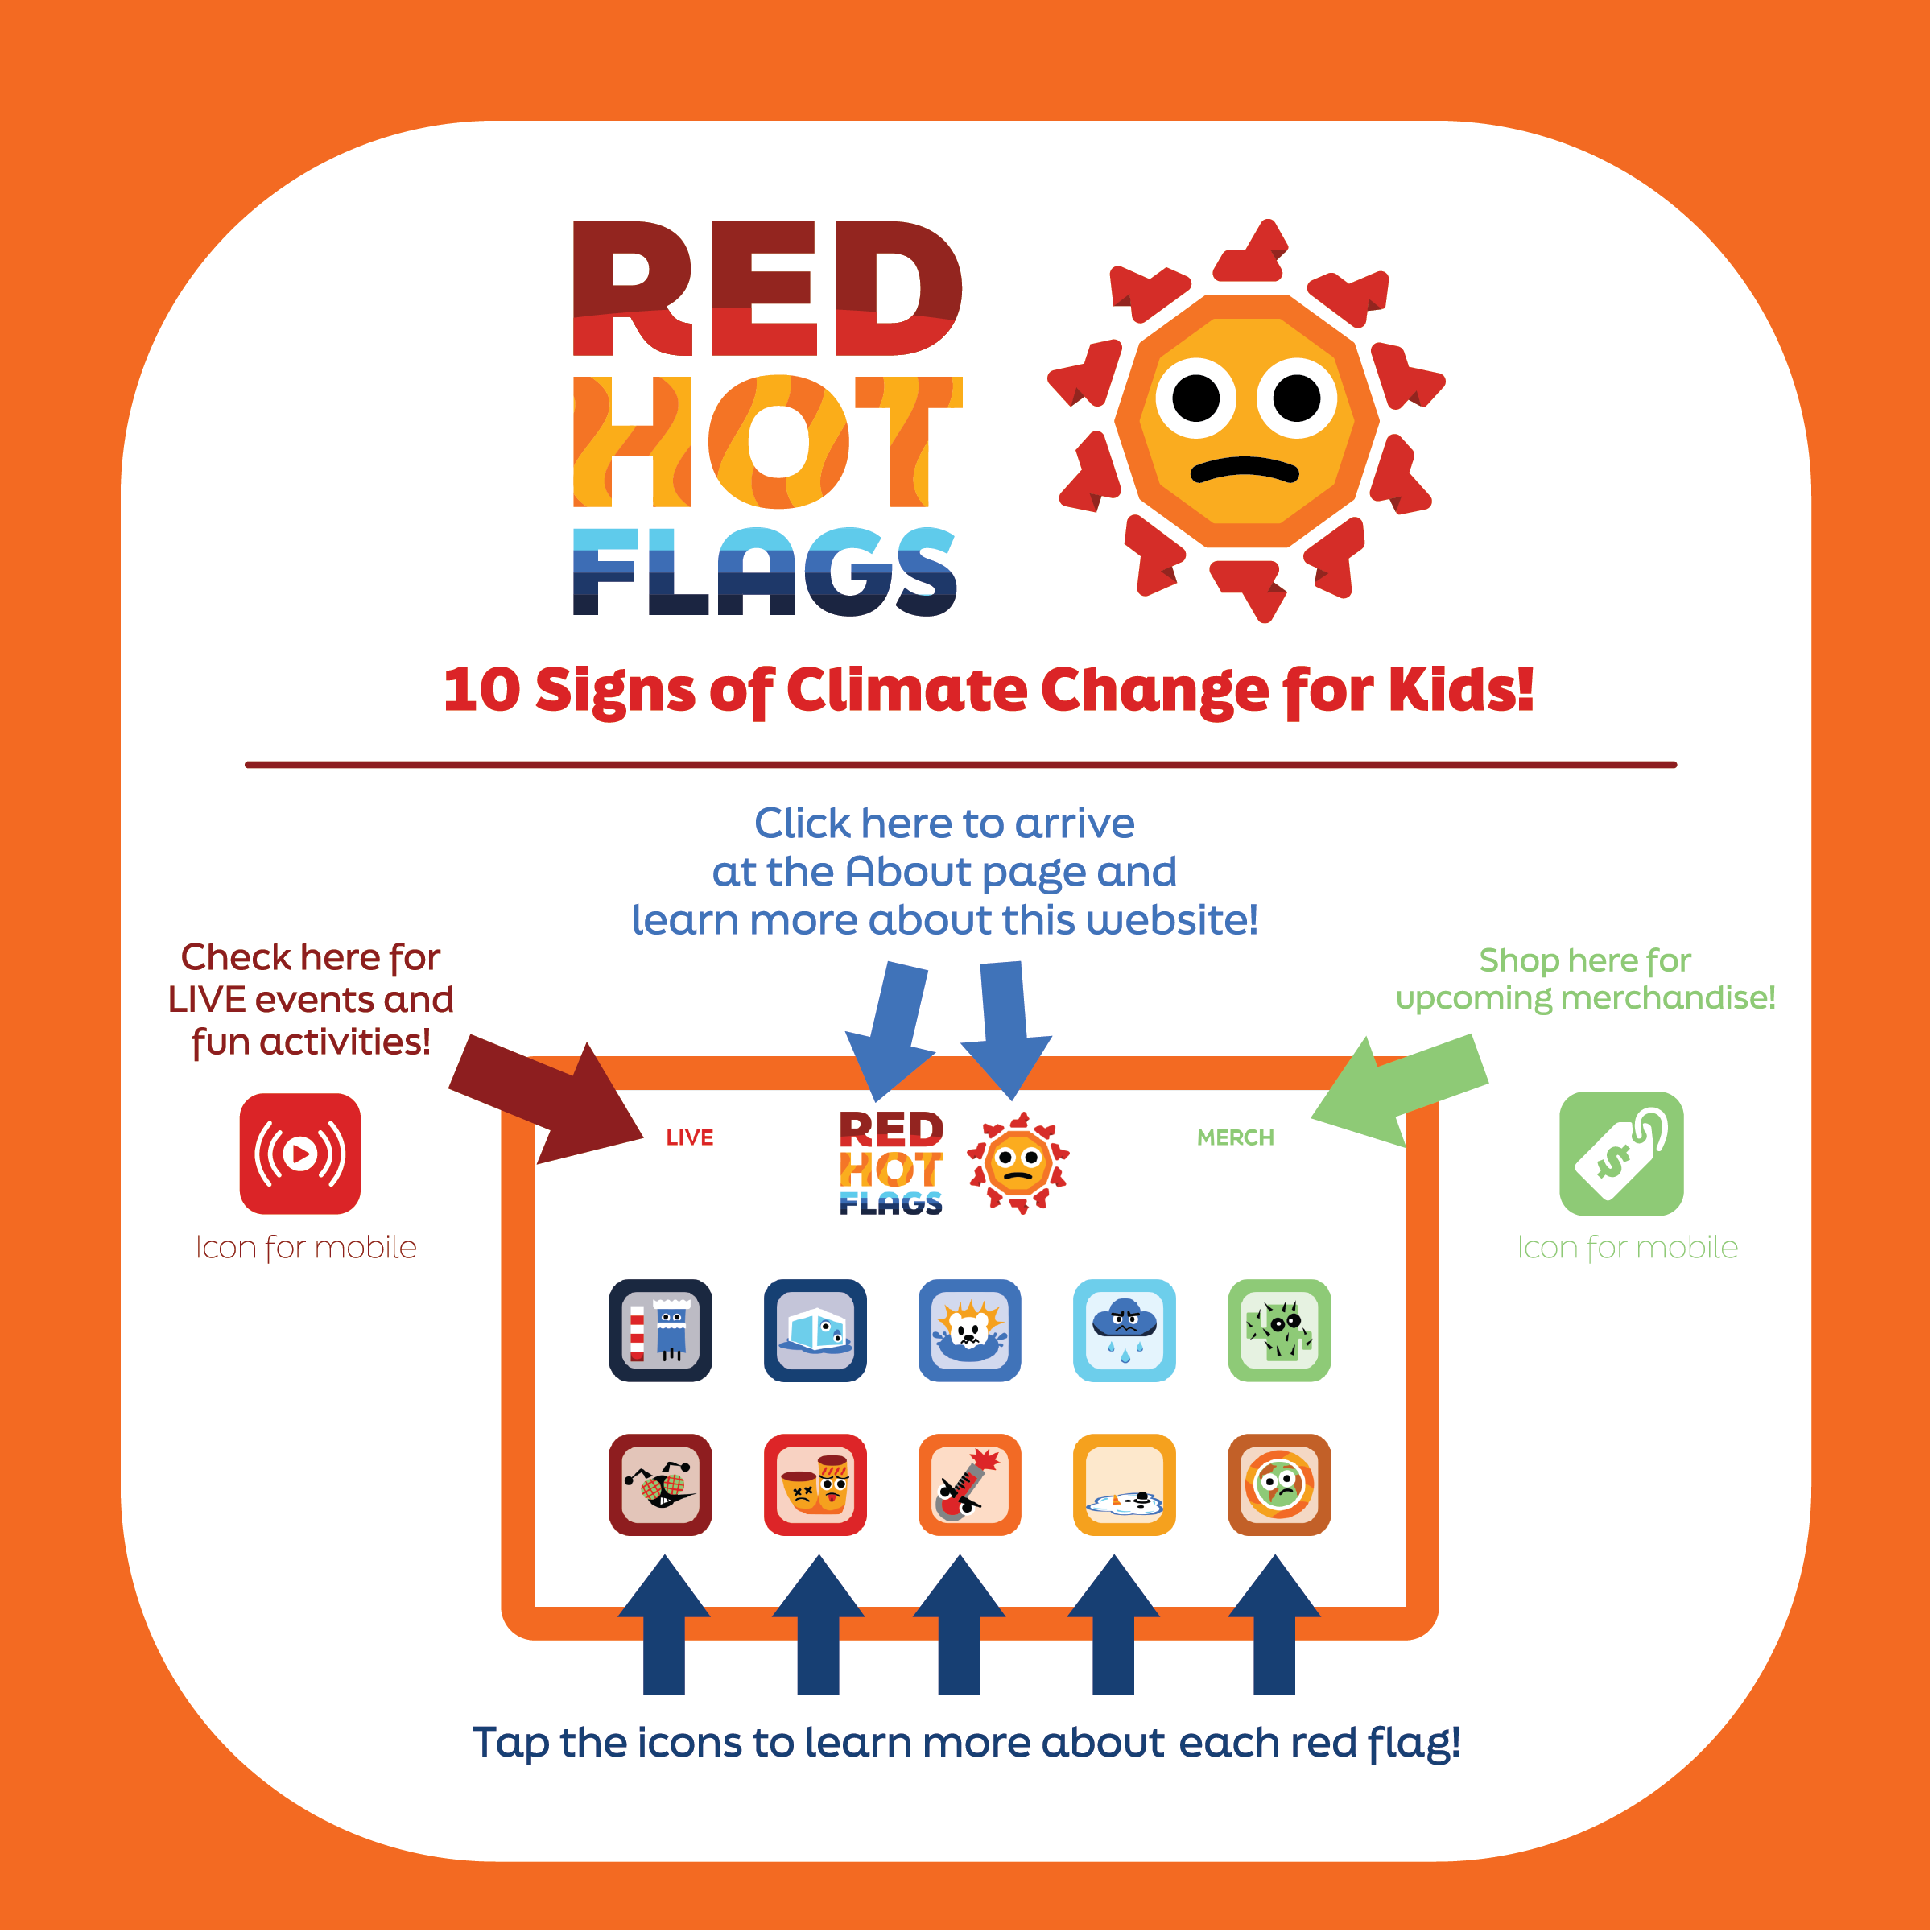 RED
HOT
FLAGS
10 Signs of Climate Change for Kids!
Click here to arrive
at the About page and
learn more about this website!
Check here for
LIVE events and
fun activities!
Icon for mobile
Shop here for
upcoming merchandise!
$
Icon for mobile
LIVE
RED
HOT
FLAGS
MERCH
Tap the icons to learn more about each red flag!